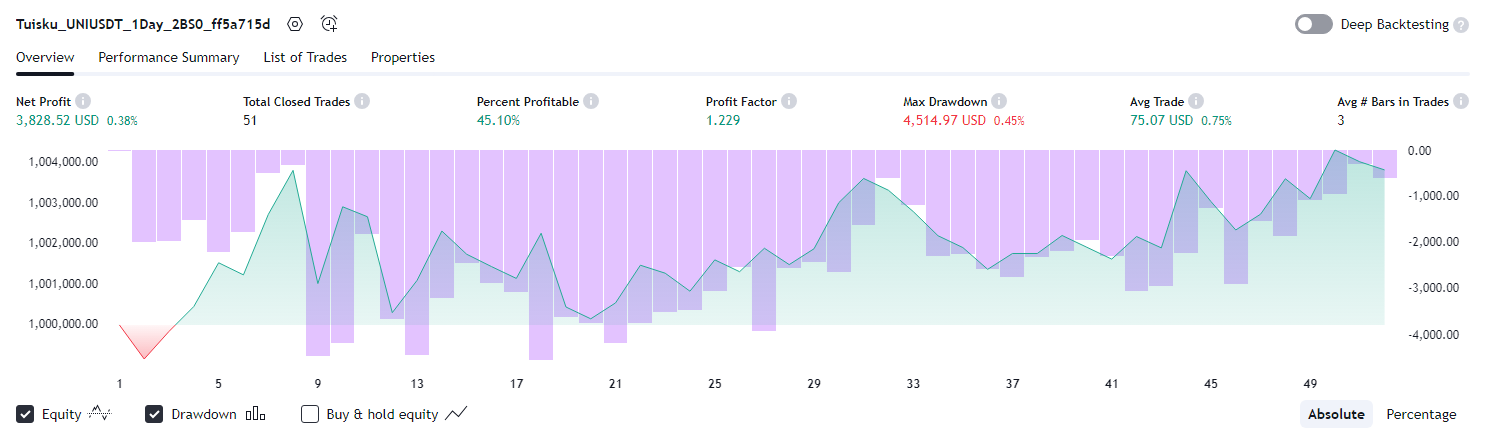 Tuisku_UNIUSDT_1Day_2BS0_ff5a715d Deep Backtesting ?
Overview Performance Summary List of Trades Properties
Net Profit i Total Closed Trades i Percent Profitable i Profit Factor i Max Drawdown i Avg Trade i Avg # Bars in Trades i
3,828.52 USD 0.38% 51 45.10% 1.229 4,514.97 USD 0.45% 75.07 USD 0.75% 3
1,004,000.00 0.00
1,003,000.00 -1,000.00
1,002,000.00 -2,000.00
1,001,000.00 -3,000.00
1,000,000.00 -4,000.00
1 5 9 13 17 21 25 29 33 37 41 45 49
Equity Drawdown Buy & hold equity Absolute Percentage